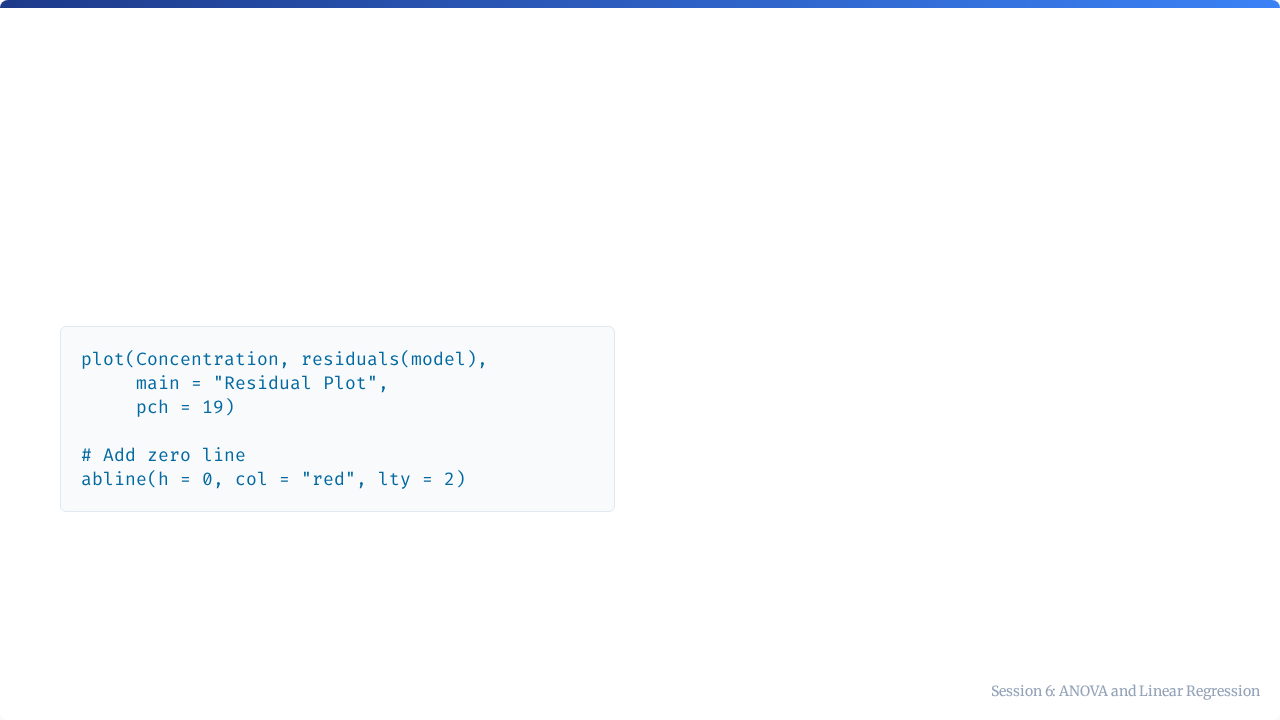 plot(Concentration, residuals(model),
     main = "Residual Plot",
     pch = 19)

# Add zero line
abline(h = 0, col = "red", lty = 2)
Session 6: ANOVA and Linear Regression